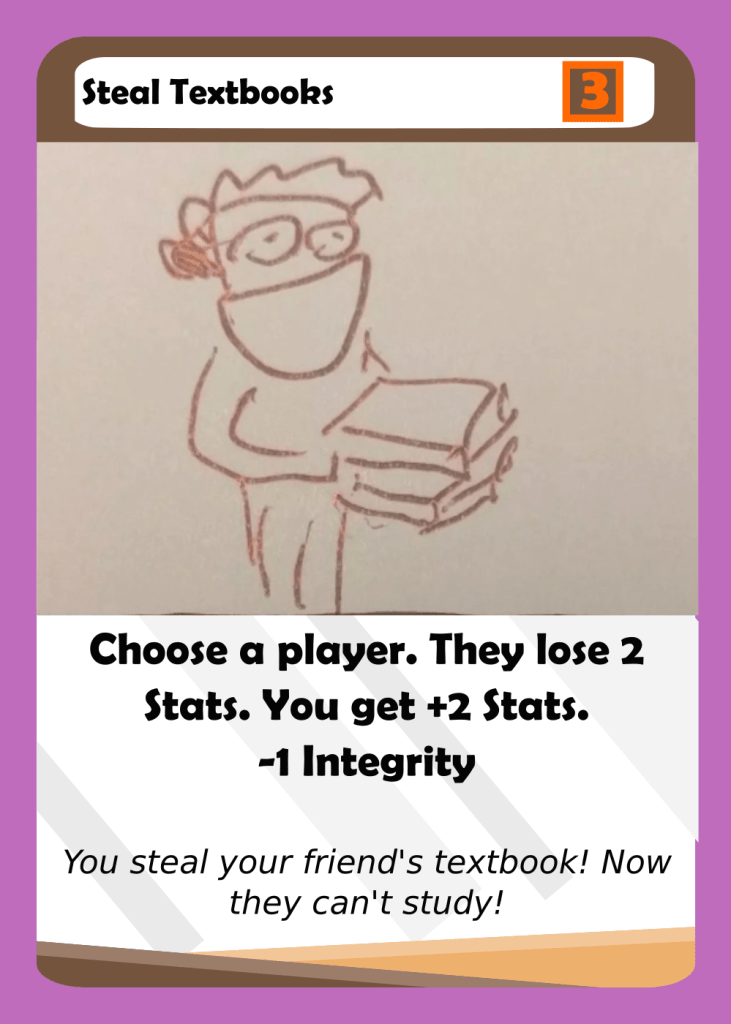 Steal Textbooks
3
Choose a player. They lose 2
Stats. You get +2 Stats.
-1 Integrity
You steal your friend's textbook! Now
they can't study!